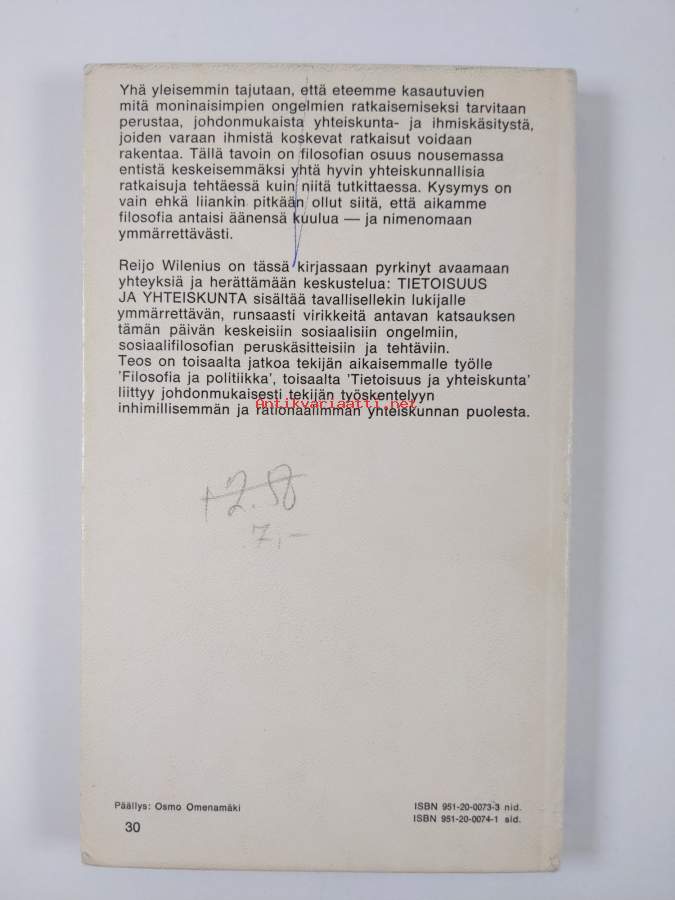 Yhä yleisemmin tajutaan, että eteemme kasautuvien
mitä moninaisimpien ongelmien ratkaisemiseksi tarvitaan
perustaa, johdonmukaista yhteiskunta- ja ihmiskäsitystä,
joiden varaan ihmistä koskevat ratkaisut voidaan
rakentaa. Tällä tavoin on filosofian osuus nousemassa
entistä keskeisemmäksi yhtä hyvin yhteiskunnallisia
ratkaisuja tehtäessä kuin niitä tutkittaessa. Kysymys on
vain ehkä liiankin pitkään ollut siitä, että aikamme
filosofia antaisi äänensä kuulua — ja nimenomaan
ymmärrettävästi.
Reijo Wilenius on tässä kirjassaan pyrkinyt avaamaan
yhteyksiä ja herättämään keskustelua: TIETOISUUS
JA YHTEISKUNTA sisältää tavallisellekin lukijalle
ymmärrettävän, runsaasti virikkeitä antavan katsauksen
tämän päivän keskeisiin sosiaalisiin ongelmiin,
sosiaalifilosofian peruskäsitteisiin ja tehtäviin.
Teos on toisaalta jatkoa tekijän aikaisemmalle työlle
'Filosofia ja politiikka', toisaalta 'Tietoisuus ja yhteiskunta'
liittyy johdonmukaisesti tekijän työskentelyyn
Antikvariaatti.net
inhimillisemmän ja rationaalimman yhteiskunnan puolesta.
7,–
Päällys: Osmo Omenamäki
30
ISBN 951-20-0073-3 nid.
ISBN 951-20-0074-1 sid.